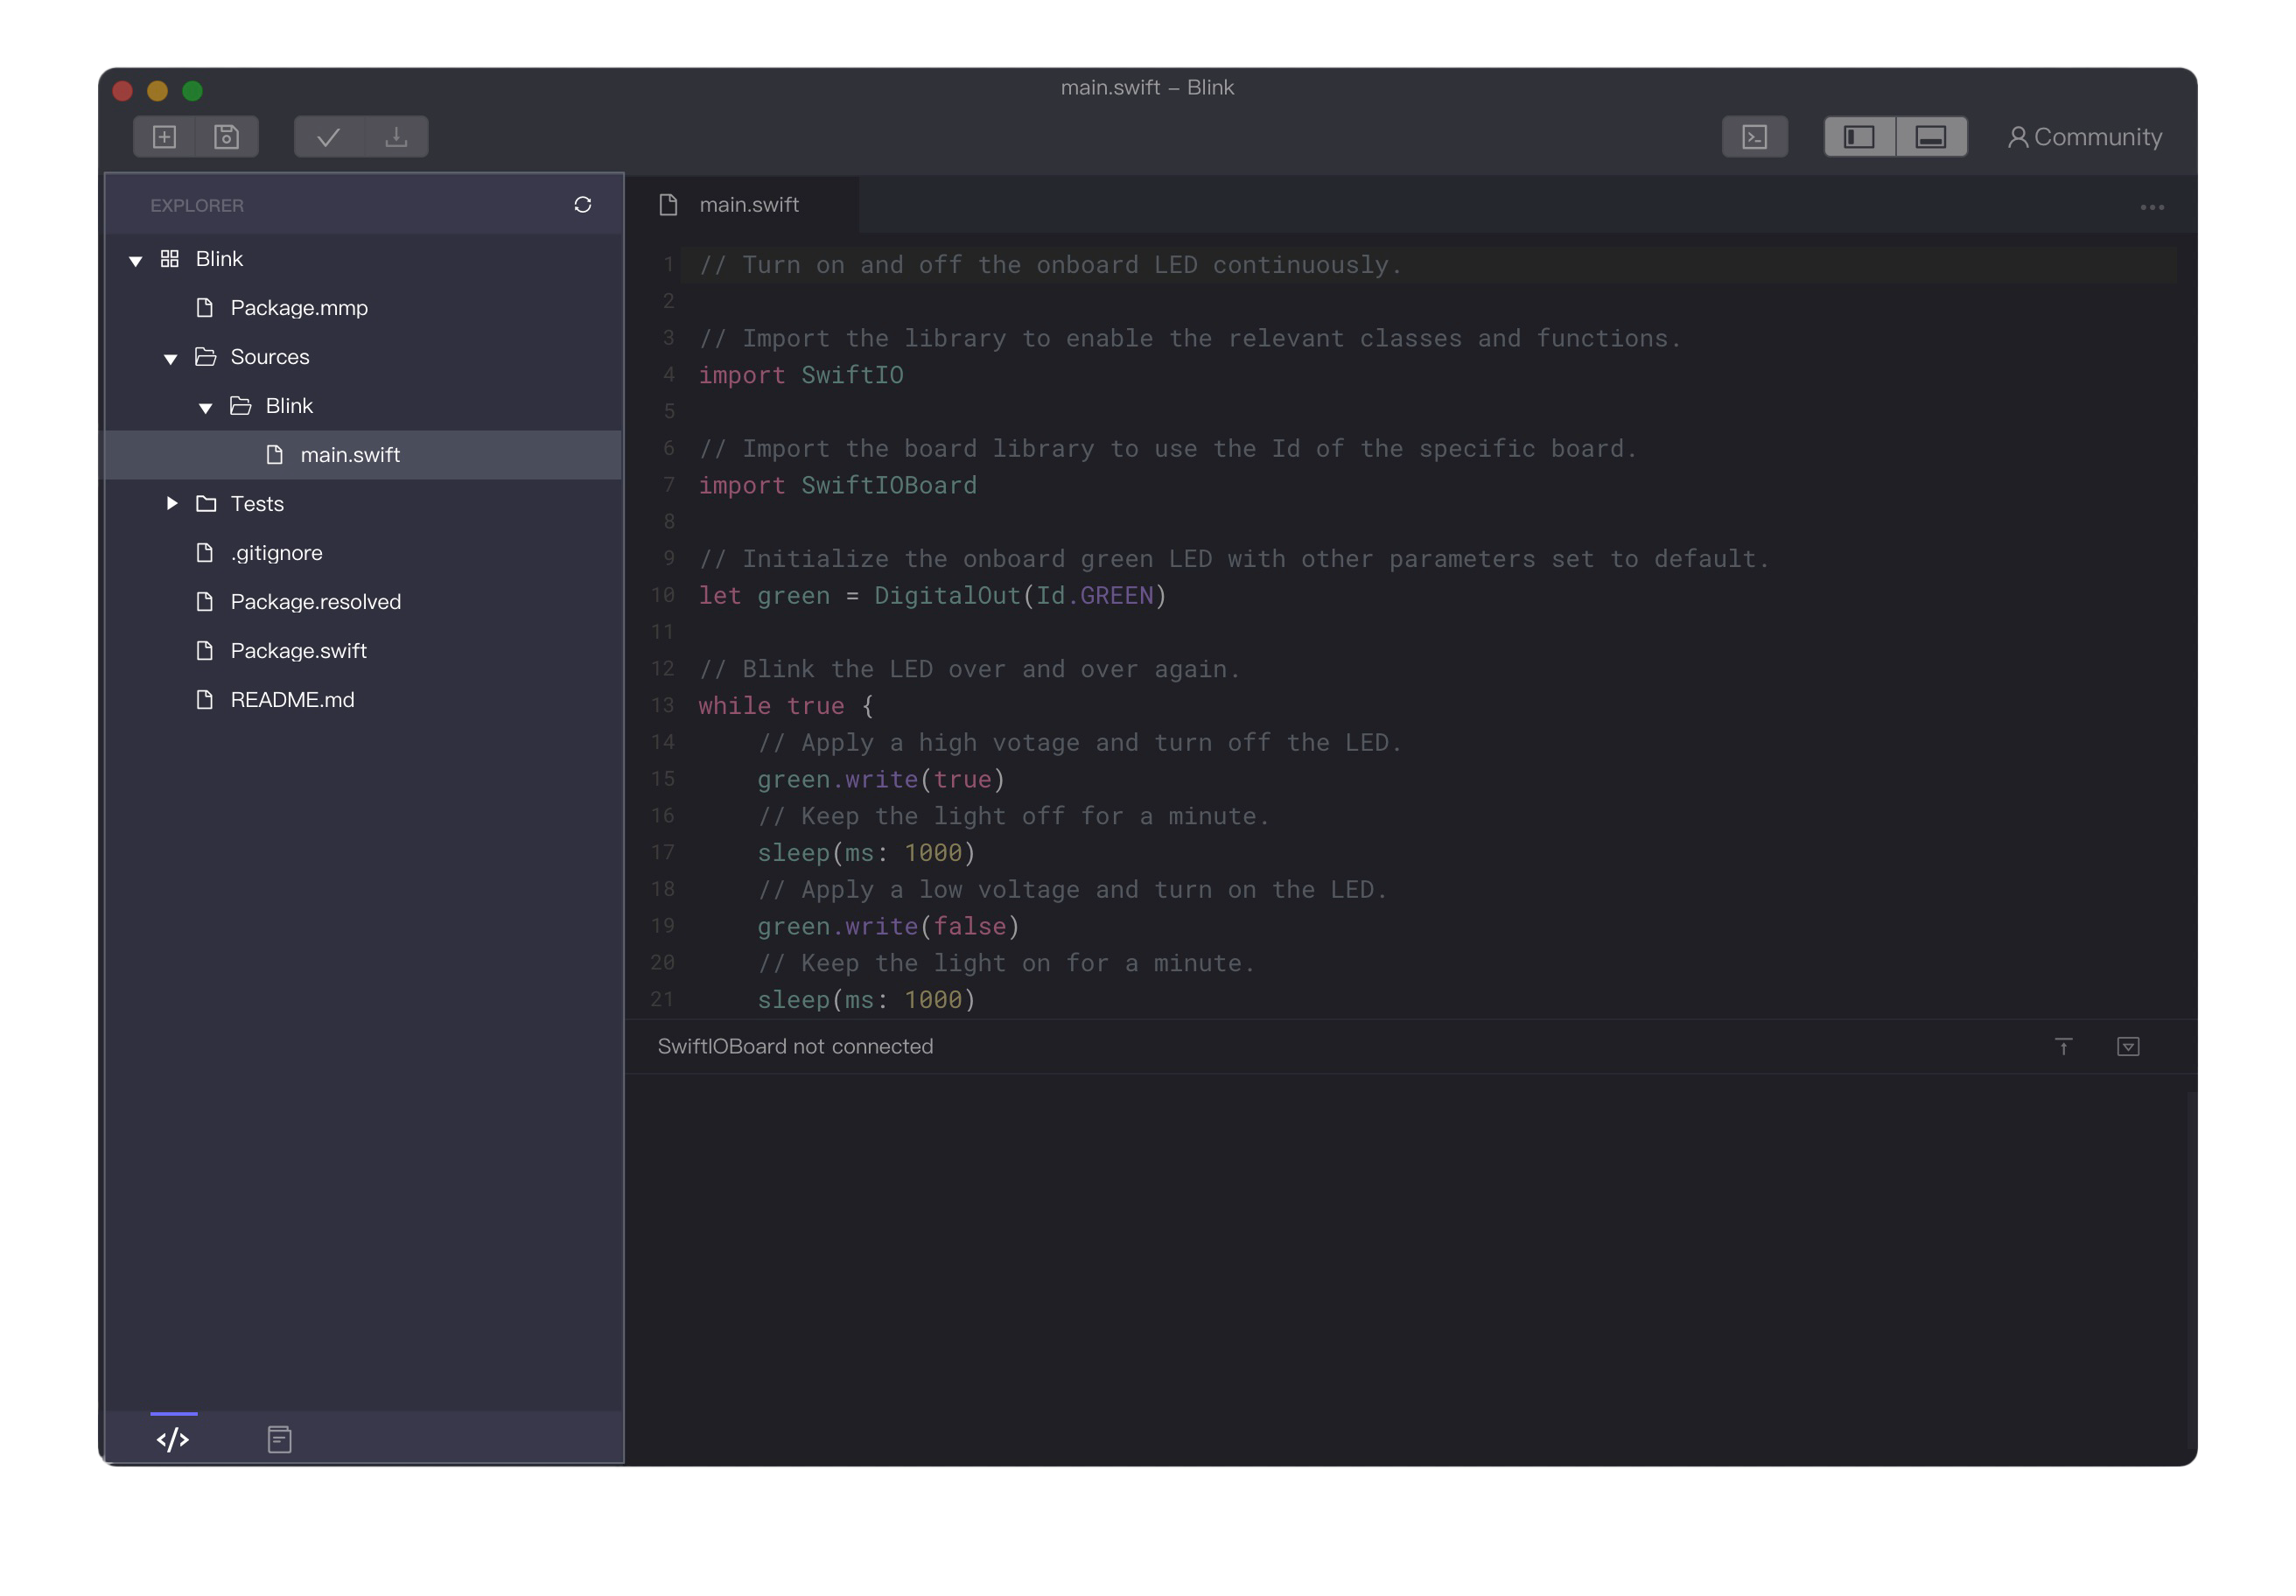 main.swift – Blink
Community
EXPLORER
Blink
Package.mmp
Sources
Blink
main.swift
Tests
.gitignore
Package.resolved
Package.swift
README.md
main.swift
1 // Turn on and off the onboard LED continuously.
2
3 // Import the library to enable the relevant classes and functions.
4 import SwiftIO
5
6 // Import the board library to use the Id of the specific board.
7 import SwiftIOBoard
8
9 // Initialize the onboard green LED with other parameters set to default.
10 let green = DigitalOut(Id.GREEN)
11
12 // Blink the LED over and over again.
13 while true {
14     // Apply a high votage and turn off the LED.
15     green.write(true)
16     // Keep the light off for a minute.
17     sleep(ms: 1000)
18     // Apply a low voltage and turn on the LED.
19     green.write(false)
20     // Keep the light on for a minute.
21     sleep(ms: 1000)
SwiftIOBoard not connected